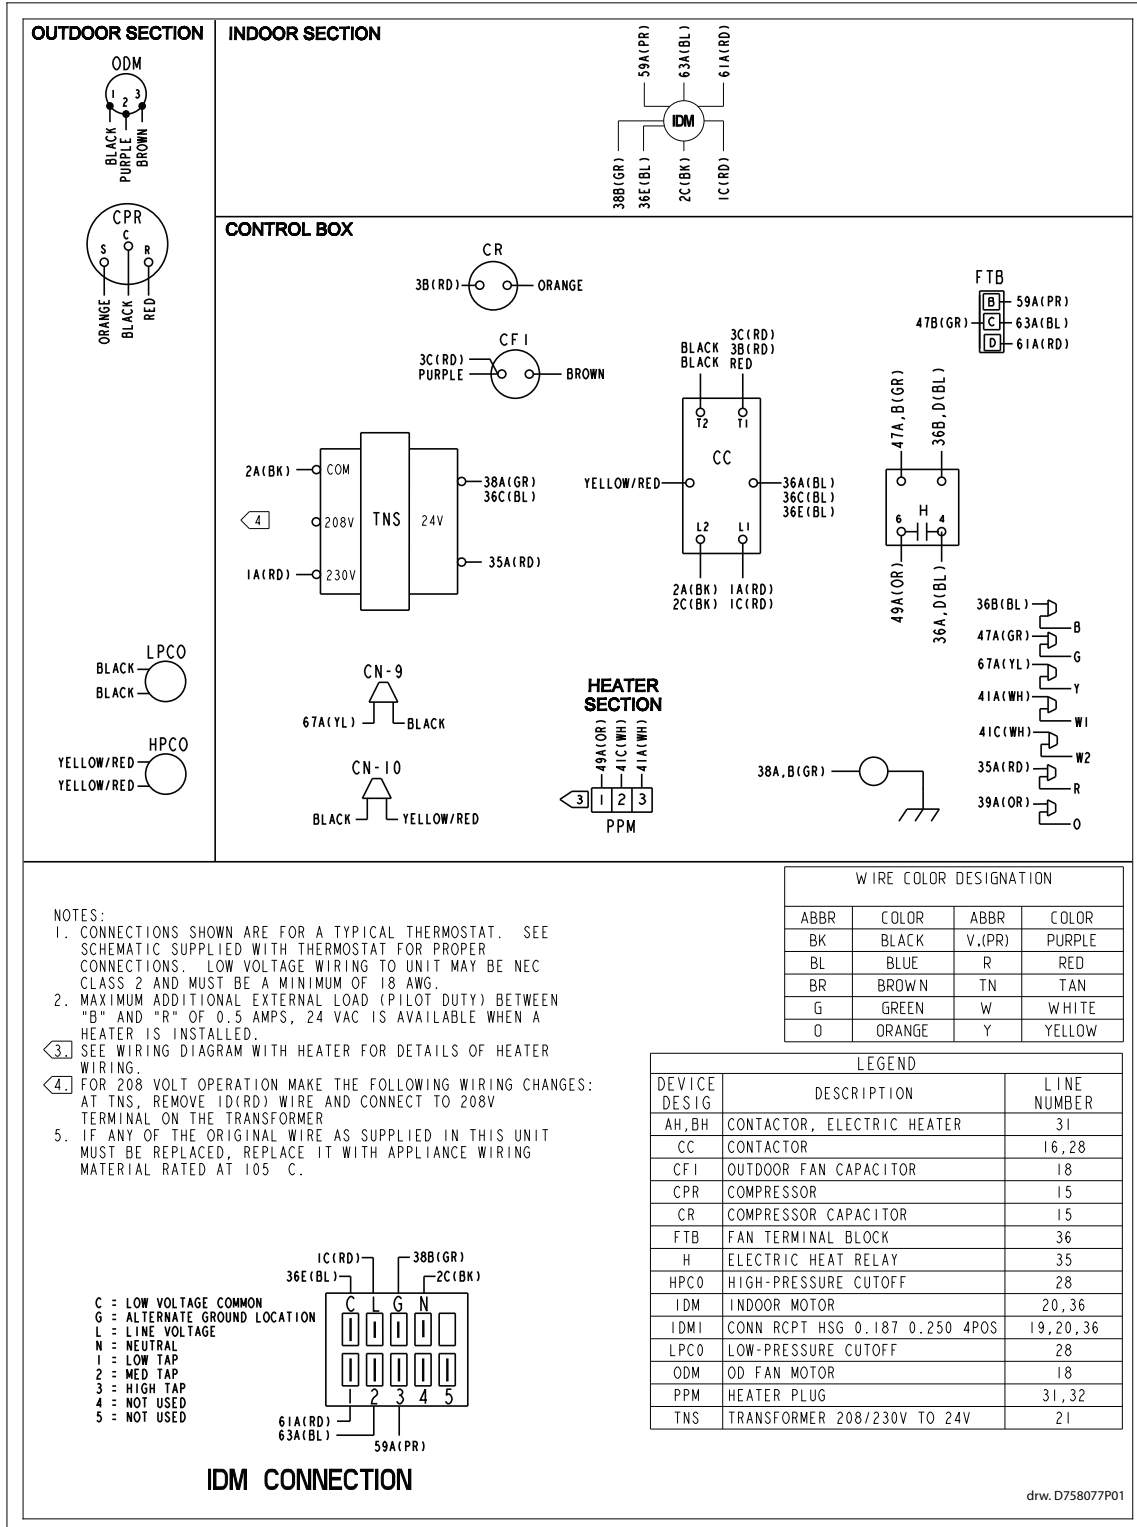 OUTDOOR SECTION
ODM
1 2 3
BLACK
PURPLE
BROWN
CPR
C
S R
ORANGE
BLACK
RED
LPCO
BLACK
BLACK
HPCO
YELLOW/RED
YELLOW/RED
INDOOR SECTION
59A(PR)
63A(BL)
61A(RD)
IDM
38B(GR)
36E(BL)
2C(BK)
1C(RD)
CONTROL BOX
CR
3B(RD) ORANGE
CF1
3C(RD)
PURPLE BROWN
FTB
B 59A(PR)
47B(GR) C 63A(BL)
D 61A(RD)
3C(RD)
BLACK 3B(RD)
BLACK RED
T2 T1
CC
YELLOW/RED 36A(BL)
36C(BL)
36E(BL)
L2 L1
2A(BK) 1A(RD)
2C(BK) 1C(RD)
47A,B(GR)
36B,D(BL)
H
6 4
49A(OR)
36A,D(BL)
2A(BK) COM
38A(GR)
36C(BL)
4 208V TNS 24V
1A(RD) 230V
35A(RD)
36B(BL) B
47A(GR) G
67A(YL) Y
41A(WH) W1
41C(WH) W2
35A(RD) R
39A(OR) O
CN-9
67A(YL) BLACK
CN-10
BLACK YELLOW/RED
HEATER
SECTION
49A(OR)
41C(WH)
41A(WH)
3 1 2 3
PPM
38A,B(GR)
NOTES:
1. CONNECTIONS SHOWN ARE FOR A TYPICAL THERMOSTAT. SEE
SCHEMATIC SUPPLIED WITH THERMOSTAT FOR PROPER
CONNECTIONS. LOW VOLTAGE WIRING TO UNIT MAY BE NEC
CLASS 2 AND MUST BE A MINIMUM OF 18 AWG.
2. MAXIMUM ADDITIONAL EXTERNAL LOAD (PILOT DUTY) BETWEEN
"B" AND "R" OF 0.5 AMPS, 24 VAC IS AVAILABLE WHEN A
HEATER IS INSTALLED.
3. SEE WIRING DIAGRAM WITH HEATER FOR DETAILS OF HEATER
WIRING.
4. FOR 208 VOLT OPERATION MAKE THE FOLLOWING WIRING CHANGES:
AT TNS, REMOVE 1D(RD) WIRE AND CONNECT TO 208V
TERMINAL ON THE TRANSFORMER
5. IF ANY OF THE ORIGINAL WIRE AS SUPPLIED IN THIS UNIT
MUST BE REPLACED, REPLACE IT WITH APPLIANCE WIRING
MATERIAL RATED AT 105 C.
WIRE COLOR DESIGNATION
ABBR COLOR ABBR COLOR
BK BLACK V,(PR) PURPLE
BL BLUE R RED
BR BROWN TN TAN
G GREEN W WHITE
O ORANGE Y YELLOW
LEGEND
DEVICE DESIG DESCRIPTION LINE NUMBER
AH,BH CONTACTOR, ELECTRIC HEATER 31
CC CONTACTOR 16,28
CF1 OUTDOOR FAN CAPACITOR 18
CPR COMPRESSOR 15
CR COMPRESSOR CAPACITOR 15
FTB FAN TERMINAL BLOCK 36
H ELECTRIC HEAT RELAY 35
HPCO HIGH-PRESSURE CUTOFF 28
IDM INDOOR MOTOR 20,36
IDM1 CONN RCPT HSG 0.187 0.250 4POS 19,20,36
LPCO LOW-PRESSURE CUTOFF 28
ODM OD FAN MOTOR 18
PPM HEATER PLUG 31,32
TNS TRANSFORMER 208/230V TO 24V 21
1C(RD) 38B(GR)
36E(BL) 2C(BK)
C L G N
1 2 3 4 5
61A(RD)
63A(BL)
59A(PR)
C = LOW VOLTAGE COMMON
G = ALTERNATE GROUND LOCATION
L = LINE VOLTAGE
N = NEUTRAL
1 = LOW TAP
2 = MED TAP
3 = HIGH TAP
4 = NOT USED
5 = NOT USED
IDM CONNECTION
drw. D758077P01